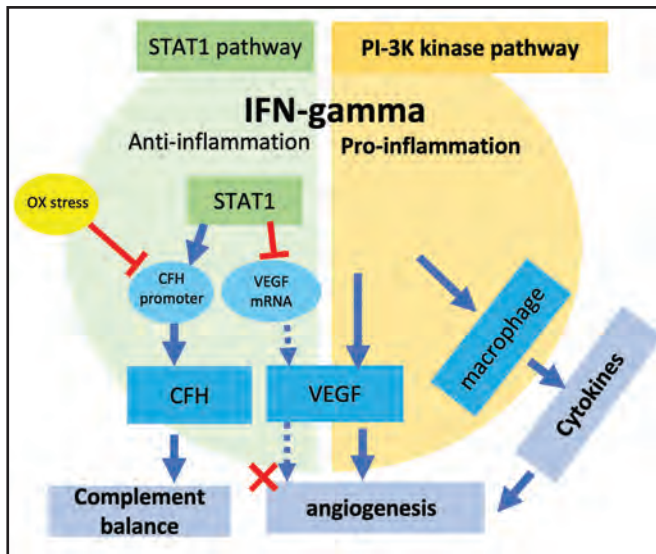 STAT1 pathway
PI-3K kinase pathway
IFN-gamma
Anti-inflammation
Pro-inflammation
OX stress
STAT1
CFH
promoter
VEGF
mRNA
macrophage
CFH
VEGF
Cytokines
Complement
balance
angiogenesis